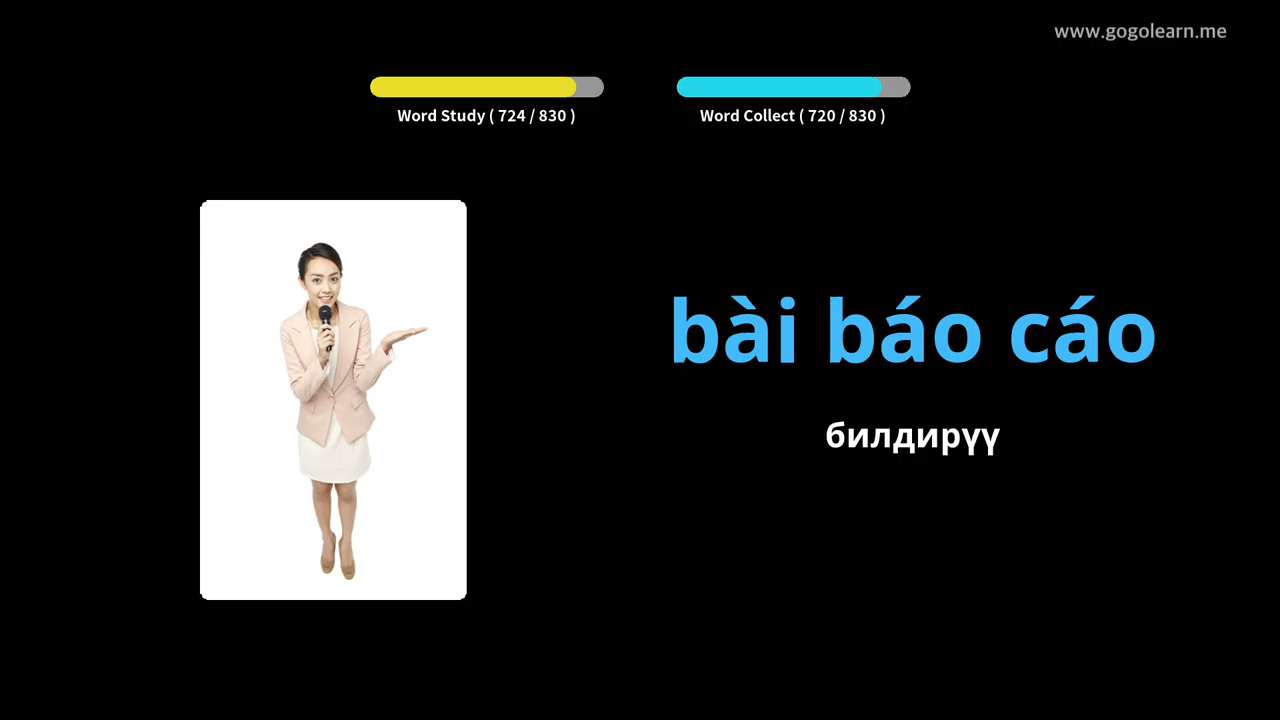 www.gogolearn.me
Word Study ( 724 / 830 )
Word Collect ( 720 / 830 )
bài báo cáo
билдирүү